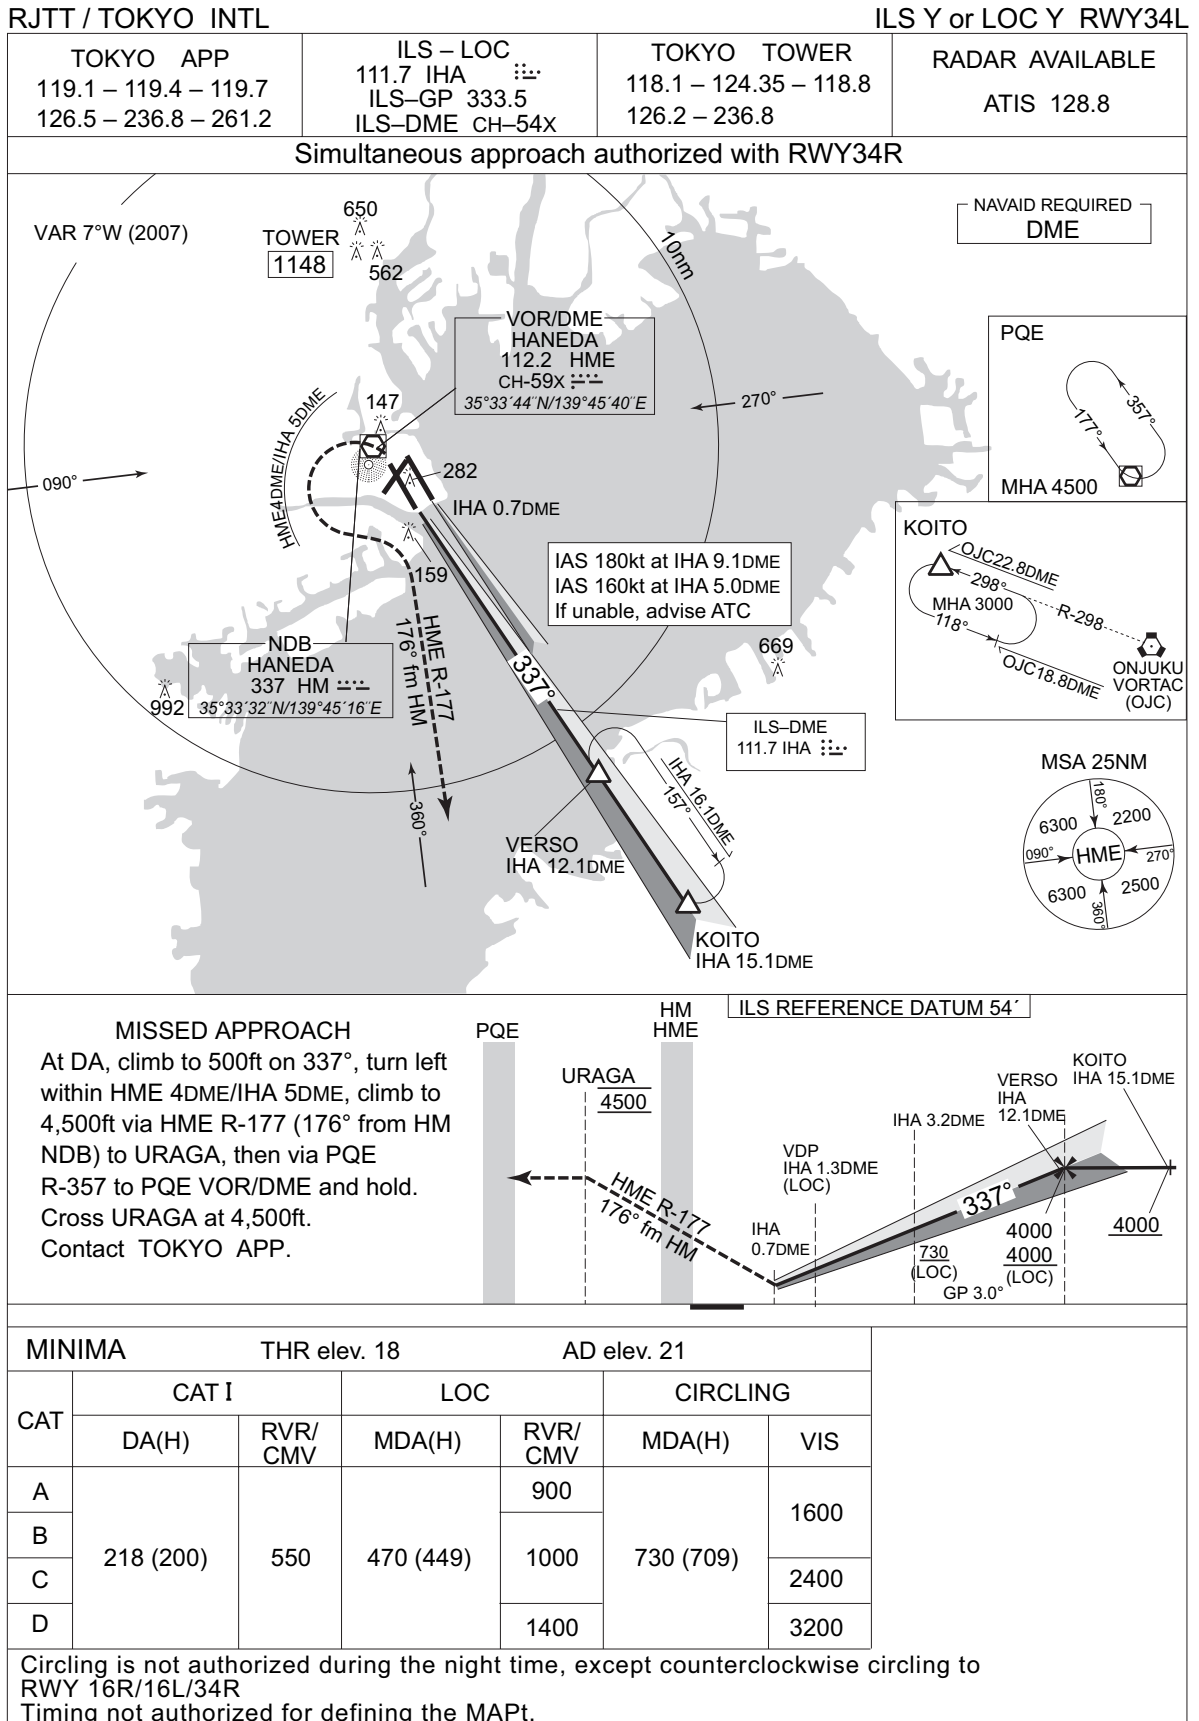 RJTT / TOKYO INTL
ILS Y or LOC Y RWY34L
TOKYO APP
119.1 – 119.4 – 119.7
126.5 – 236.8 – 261.2
ILS – LOC
111.7 IHA
ILS–GP 333.5
ILS–DME CH–54X
TOKYO TOWER
118.1 – 124.35 – 118.8
126.2 – 236.8
RADAR AVAILABLE
ATIS 128.8
Simultaneous approach authorized with RWY34R
VAR 7°W (2007)
650
TOWER
1148
562
10nm
NAVAID REQUIRED
DME
VOR/DME
HANEDA
112.2 HME
CH-59X
35°33´44˝N/139°45´40˝E
147
HME4DME/IHA 5DME
270°
090°
282
IHA 0.7DME
159
PQE
357°
177°
MHA 4500
KOITO
OJC22.8DME
298°
MHA 3000
118°
R-298
OJC18.8DME
ONJUKU
VORTAC
(OJC)
IAS 180kt at IHA 9.1DME
IAS 160kt at IHA 5.0DME
If unable, advise ATC
NDB
HANEDA
337 HM
35°33´32˝N/139°45´16˝E
992
HME R-177
176° fm HM
337°
669
ILS–DME
111.7 IHA
IHA 16.1DME
157°
360°
VERSO
IHA 12.1DME
KOITO
IHA 15.1DME
MSA 25NM
180°
6300
2200
090°
HME
270°
6300
2500
360°
MISSED APPROACH
At DA, climb to 500ft on 337°, turn left
within HME 4DME/IHA 5DME, climb to
4,500ft via HME R-177 (176° from HM
NDB) to URAGA, then via PQE
R-357 to PQE VOR/DME and hold.
Cross URAGA at 4,500ft.
Contact TOKYO APP.
PQE
HM
HME
ILS REFERENCE DATUM 54´
URAGA
4500
KOITO
IHA 15.1DME
VERSO
IHA
12.1DME
IHA 3.2DME
VDP
IHA 1.3DME
(LOC)
HME R-177
176° fm HM
337°
IHA
0.7DME
4000
4000
(LOC)
4000
730
(LOC)
GP 3.0°
MINIMA THR elev. 18 AD elev. 21
CAT
CAT I
LOC
CIRCLING
DA(H)
RVR/
CMV
MDA(H)
RVR/
CMV
MDA(H)
VIS
A
B
C
D
218 (200)
550
470 (449)
900
1000
1400
730 (709)
1600
2400
3200
Circling is not authorized during the night time, except counterclockwise circling to
RWY 16R/16L/34R
Timing not authorized for defining the MAPt.